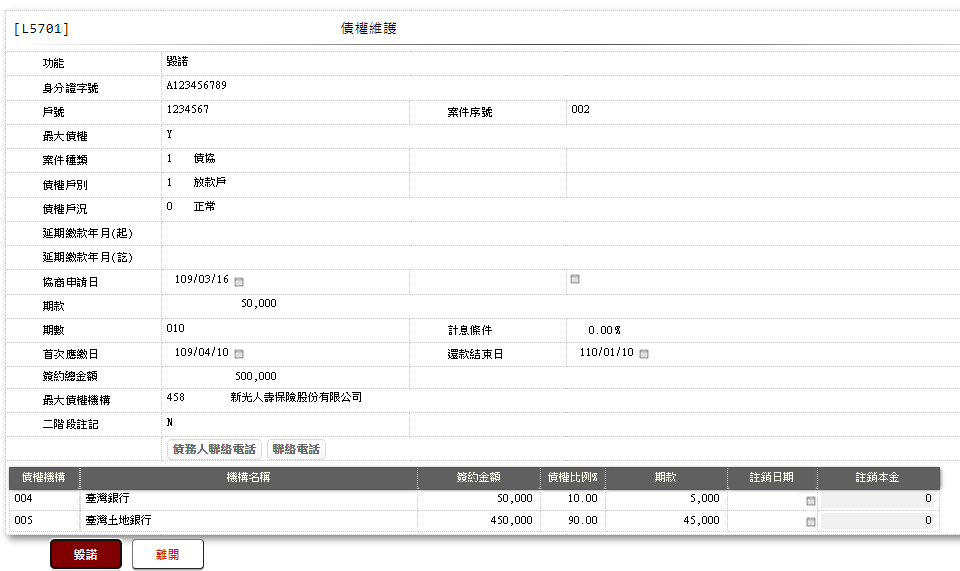 [L5701] 債權維護
功能 毀諾
身分證字號 A123456789
戶號 1234567 案件序號 002
最大債權 Y
案件種類 1 債協
債權戶別 1 放款戶
債權戶況 0 正常
延期繳款年月(起)
延期繳款年月(訖)
協商申請日 109/03/16
期款 50,000
期數 010 計息條件 0.00%
首次應繳日 109/04/10 還款結束日 110/01/10
簽約總金額 500,000
最大債權機構 458 新光人壽保險股份有限公司
二階段註記 N
債務人聯絡電話 聯絡電話
債權機構 機構名稱 簽約金額 債權比例% 期款 註銷日期 註銷本金
004 臺灣銀行 50,000 10.00 5,000 0
005 臺灣土地銀行 450,000 90.00 45,000 0
毀諾 離開